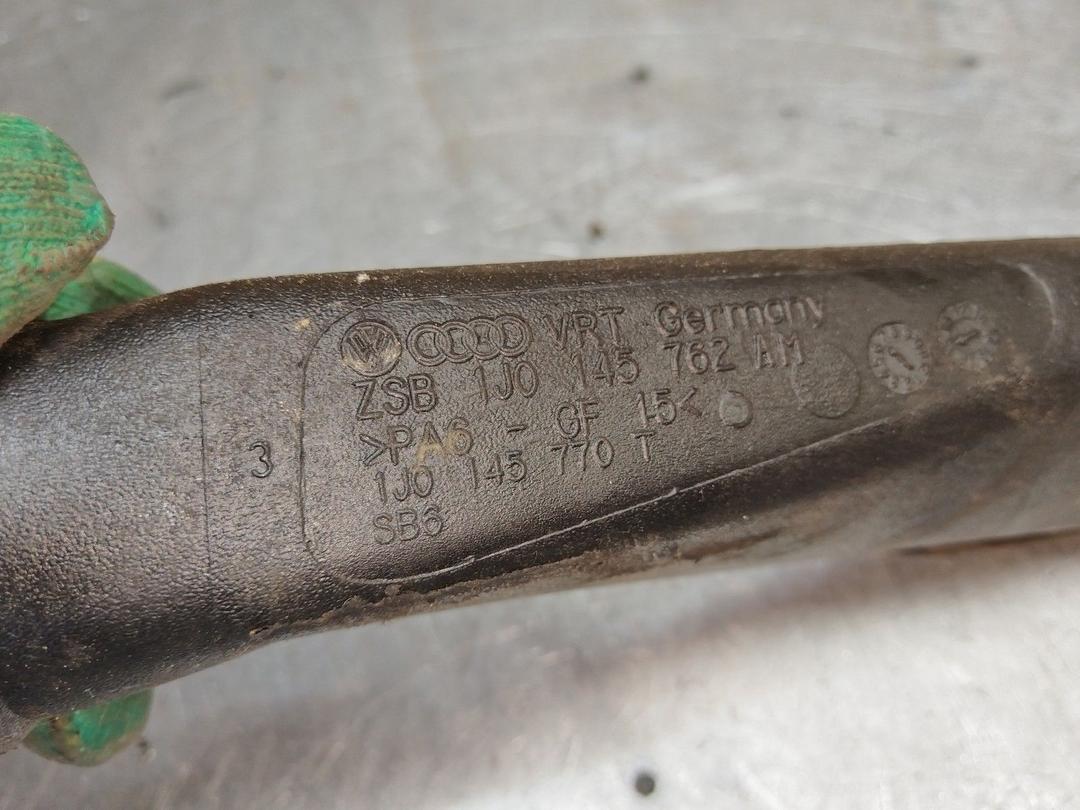 VRT Germany
ZSB 1J0 145 762 AM
>PA6 - GF 15<
1J0 145 770 T
SB6
3